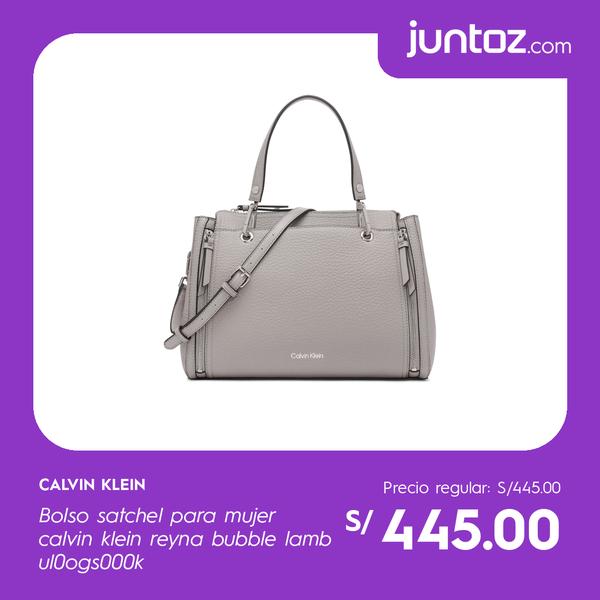 juntoz.com
Calvin Klein
CALVIN KLEIN
Bolso satchel para mujer
calvin klein reyna bubble lamb
ul0ogs000k
Precio regular: S/445.00
S/ 445.00